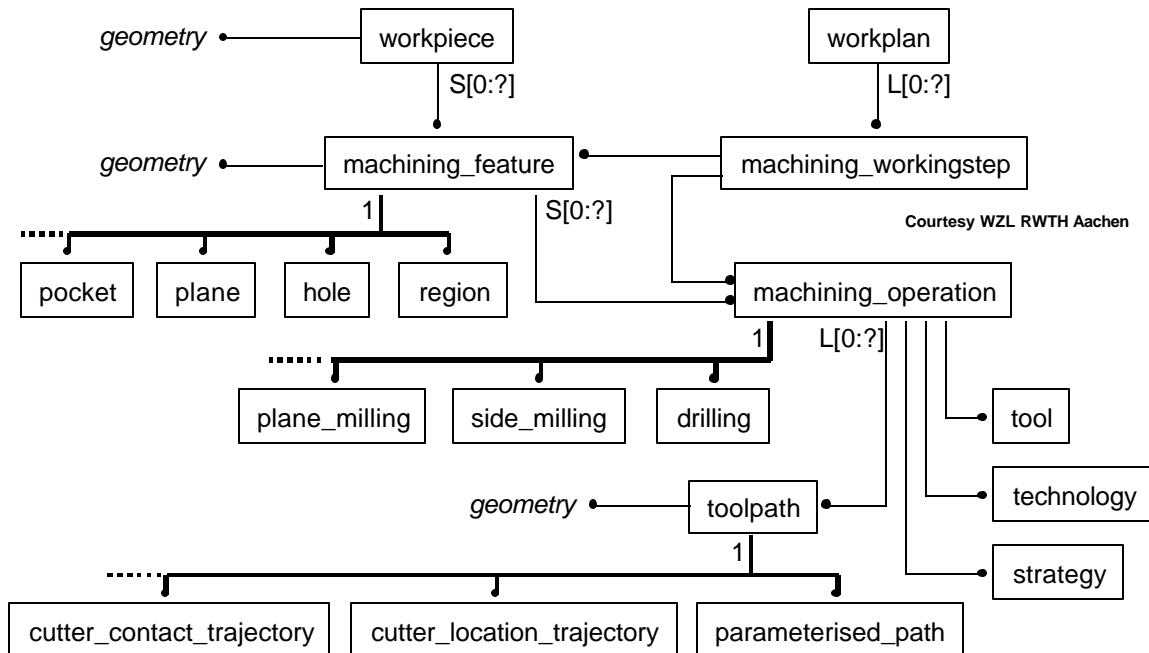 geometry
workpiece
workplan
S[0:?]
L[0:?]
geometry
machining_feature
machining_workingstep
1
S[0:?]
Courtesy WZL RWTH Aachen
pocket
plane
hole
region
machining_operation
1
L[0:?]
plane_milling
side_milling
drilling
tool
geometry
toolpath
technology
1
strategy
cutter_contact_trajectory
cutter_location_trajectory
parameterised_path